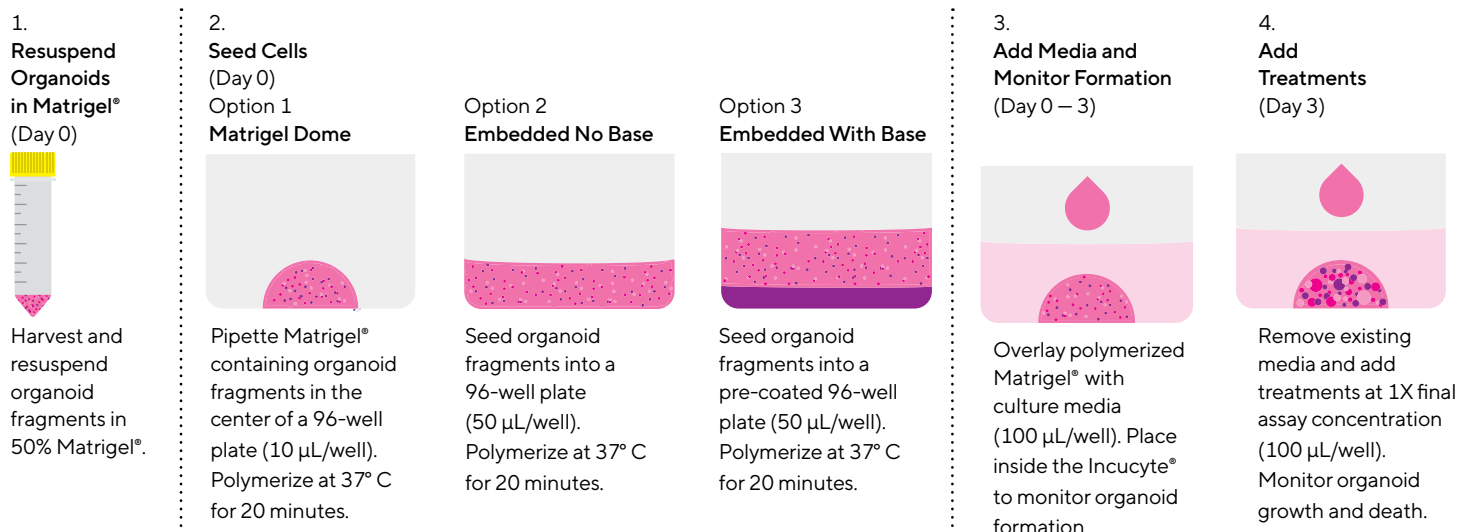 1.
Resuspend
Organoids
in Matrigel®
(Day 0)
Harvest and
resuspend
organoid
fragments in
50% Matrigel®.
2.
Seed Cells
(Day 0)
Option 1
Matrigel Dome
Pipette Matrigel®
containing organoid
fragments in the
center of a 96-well
plate (10 µL/well).
Polymerize at 37° C
for 20 minutes.
Option 2
Embedded No Base
Seed organoid
fragments into a
96-well plate
(50 µL/well).
Polymerize at 37° C
for 20 minutes.
Option 3
Embedded With Base
Seed organoid
fragments into a
pre-coated 96-well
plate (50 µL/well).
Polymerize at 37° C
for 20 minutes.
3.
Add Media and
Monitor Formation
(Day 0 – 3)
Overlay polymerized
Matrigel® with
culture media
(100 µL/well). Place
inside the Incucyte®
to monitor organoid
formation
4.
Add
Treatments
(Day 3)
Remove existing
media and add
treatments at 1X final
assay concentration
(100 µL/well).
Monitor organoid
growth and death.